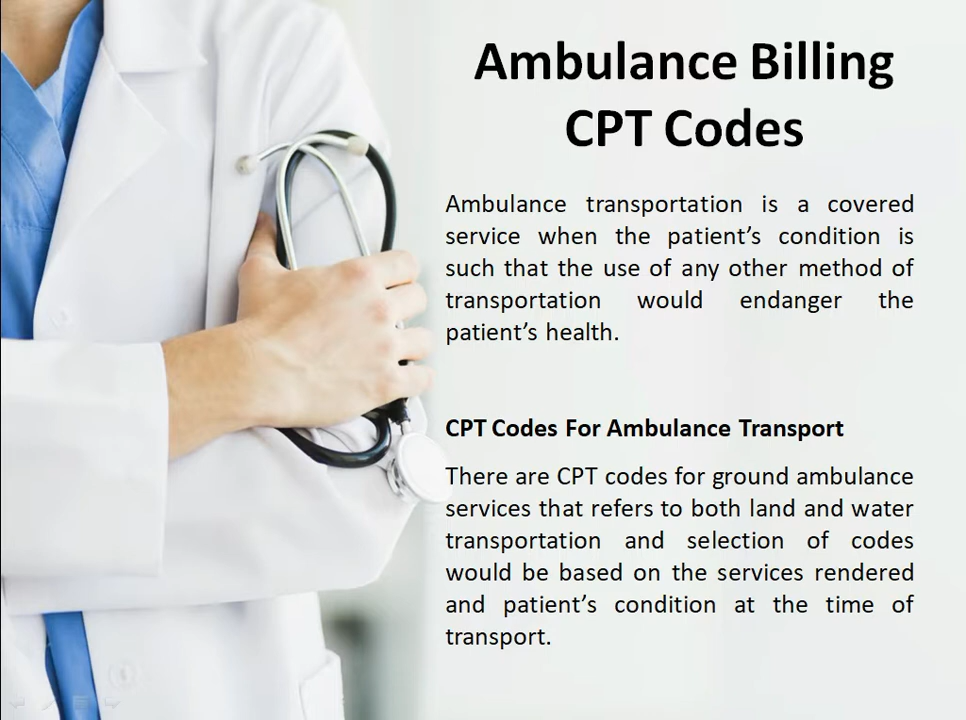 Ambulance Billing
CPT Codes
Ambulance transportation is a covered
service when the patient’s condition is
such that the use of any other method of
transportation would endanger the
patient’s health.
CPT Codes For Ambulance Transport
There are CPT codes for ground ambulance
services that refers to both land and water
transportation and selection of codes
would be based on the services rendered
and patient’s condition at the time of
transport.